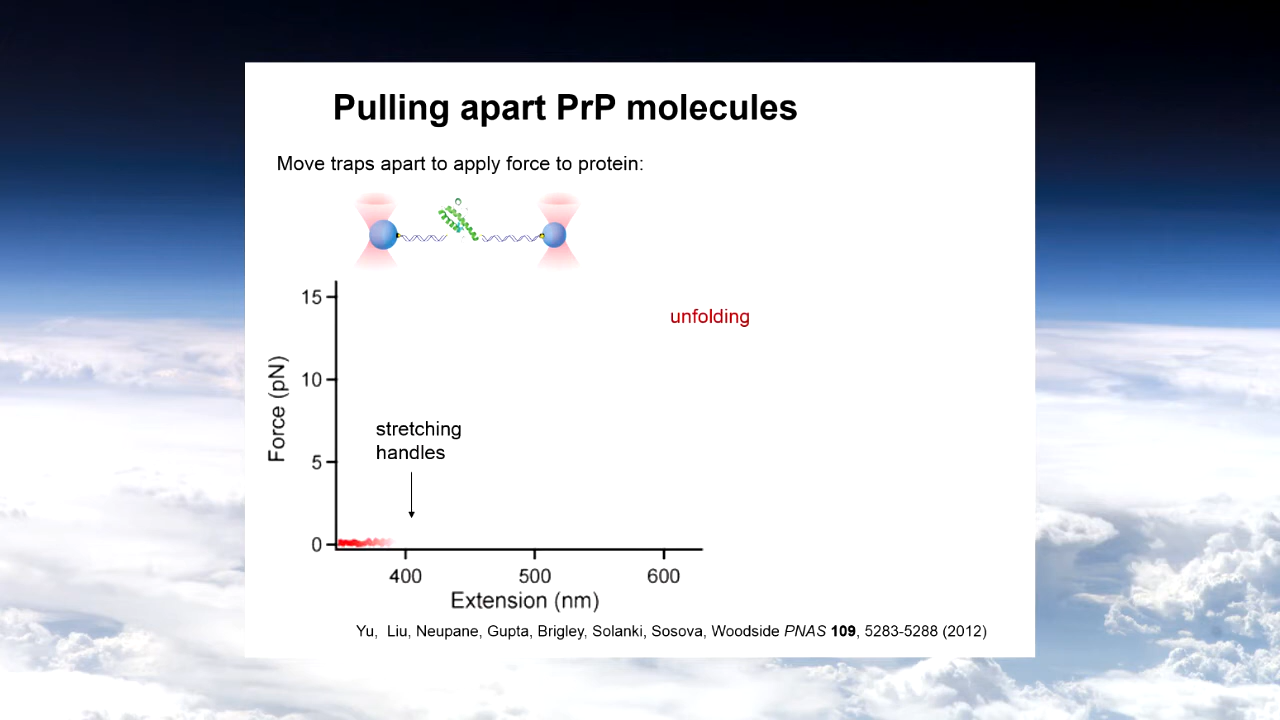 Pulling apart PrP molecules
Move traps apart to apply force to protein:
15
unfolding
10
Force (pN)
stretching
handles
5
0
400 500 600
Extension (nm)
Yu, Liu, Neupane, Gupta, Brigley, Solanki, Sosova, Woodside PNAS 109, 5283-5288 (2012)